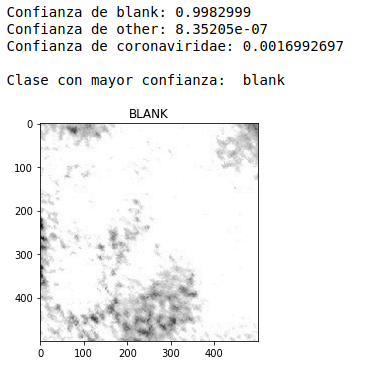 Confianza de blank: 0.9982999
Confianza de other: 8.35205e-07
Confianza de coronaviridae: 0.0016992697
Clase con mayor confianza:  blank
BLANK
0
100
200
300
400
0 100 200 300 400